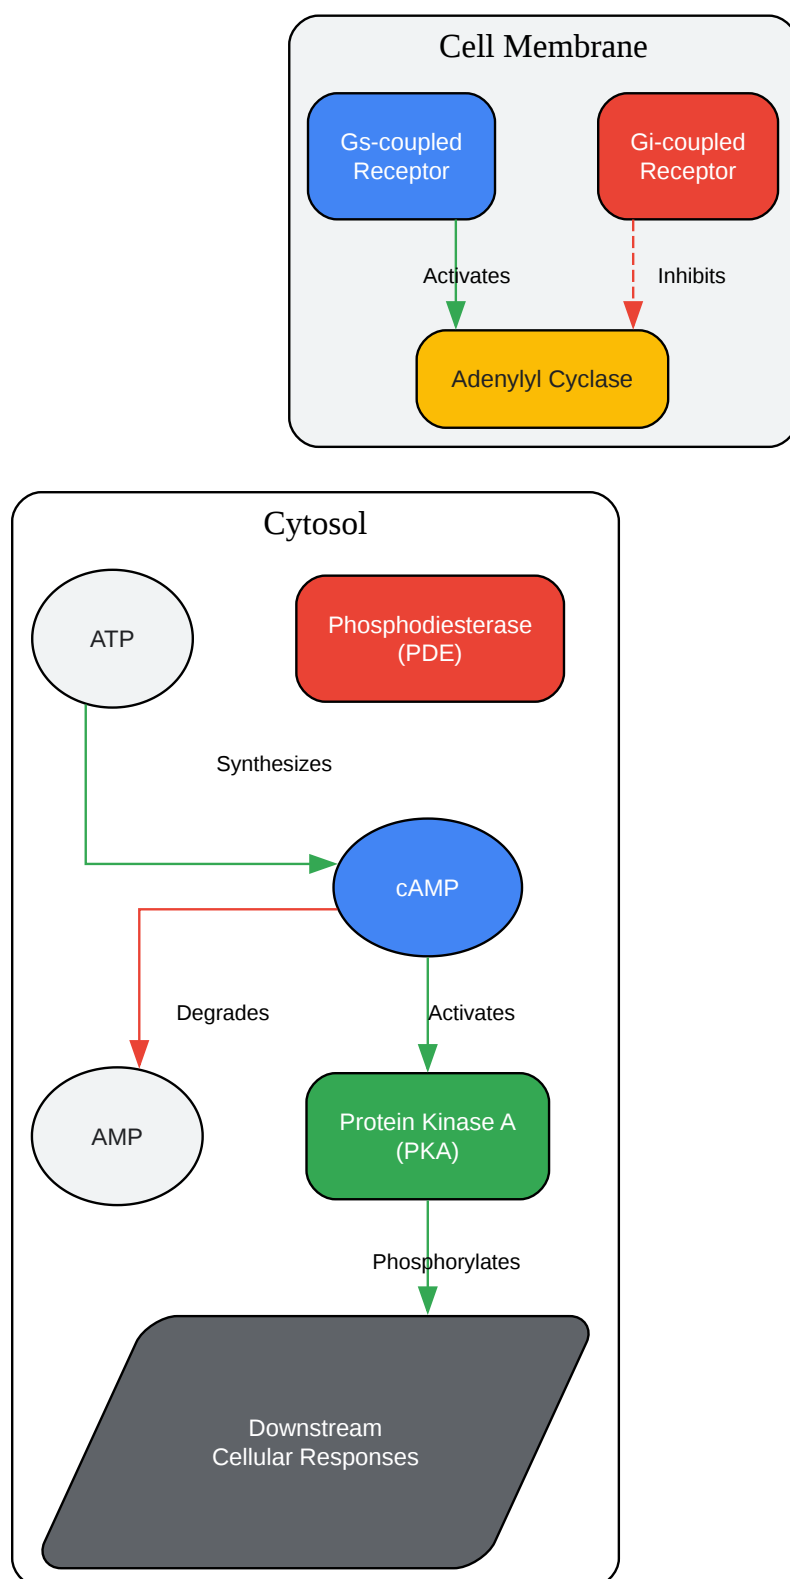 Cell Membrane
Gs-coupled
Receptor
Gi-coupled
Receptor
Activates
Inhibits
Adenylyl Cyclase
Cytosol
ATP
Phosphodiesterase
(PDE)
Synthesizes
cAMP
Degrades
Activates
AMP
Protein Kinase A
(PKA)
Phosphorylates
Downstream
Cellular Responses